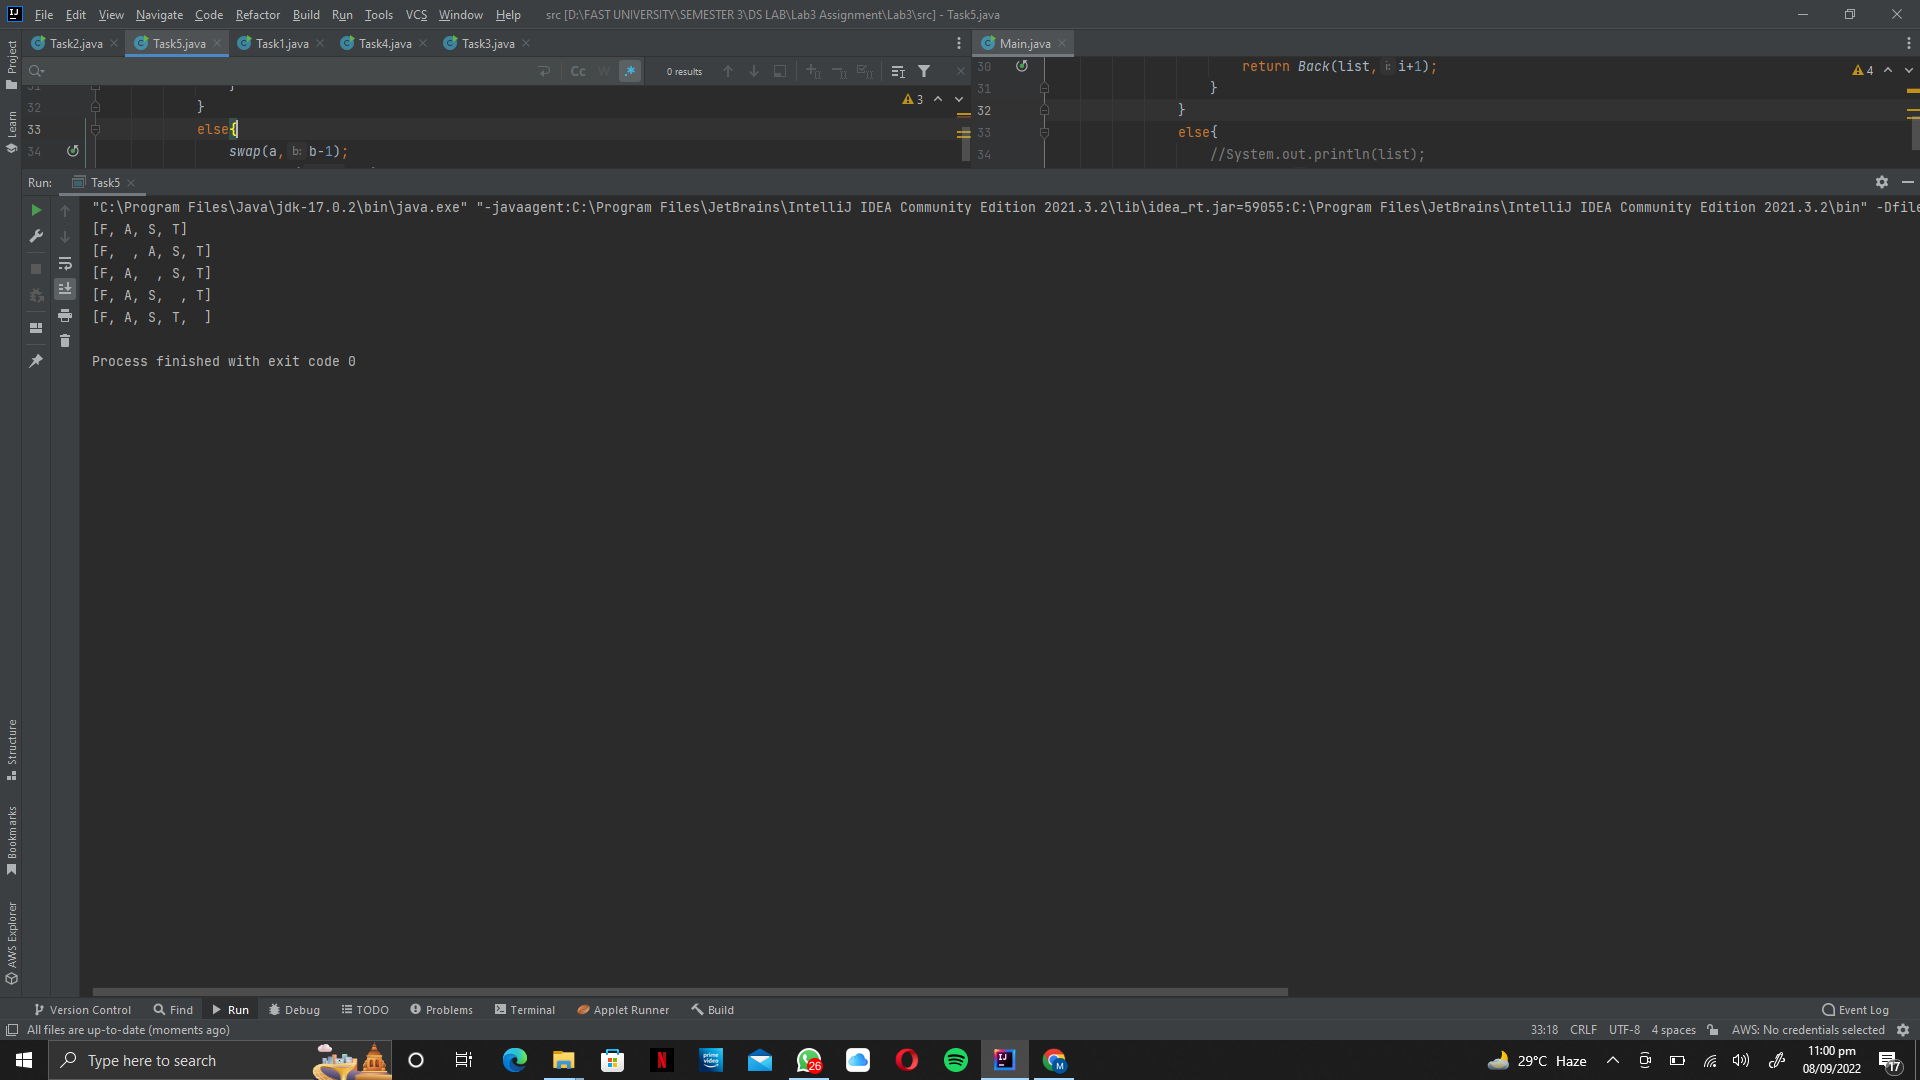 File Edit View Navigate Code Refactor Build Run Tools VCS Window Help src [D:\FAST UNIVERSITY\SEMESTER 3\DS LAB\Lab3 Assignment\Lab3\src] - Task5.java
Task2.java Task5.java Task1.java Task4.java Task3.java Main.java
Cc W .* 0 results
30 return Back(list, i: i+1);
31 }
32 }
33 else{
34 //System.out.println(list);
4
31 }
32 }
33 else{
34 swap(a, b: b-1);
3
Run: Task5
"C:\Program Files\Java\jdk-17.0.2\bin\java.exe" "-javaagent:C:\Program Files\JetBrains\IntelliJ IDEA Community Edition 2021.3.2\lib\idea_rt.jar=59055:C:\Program Files\JetBrains\IntelliJ IDEA Community Edition 2021.3.2\bin" -Dfile
[F, A, S, T]
[F,  , A, S, T]
[F, A,  , S, T]
[F, A, S,  , T]
[F, A, S, T,  ]
Process finished with exit code 0
Project
Learn
Structure
Bookmarks
AWS Explorer
Version Control Find Run Debug TODO Problems Terminal Applet Runner Build Event Log
All files are up-to-date (moments ago) 33:18 CRLF UTF-8 4 spaces AWS: No credentials selected
Type here to search 26 29°C Haze 11:00 pm
08/09/2022 17